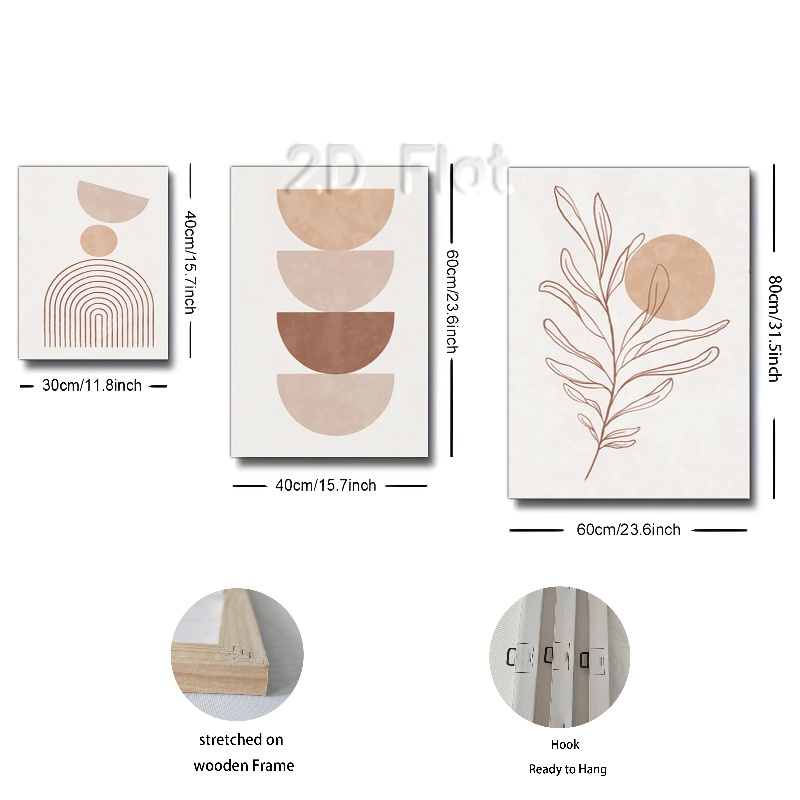 2D Flat
40cm/15.7inch
30cm/11.8inch
60cm/23.6inch
40cm/15.7inch
80cm/31.5inch
60cm/23.6inch
stretched on
wooden Frame
Hook
Ready to Hang